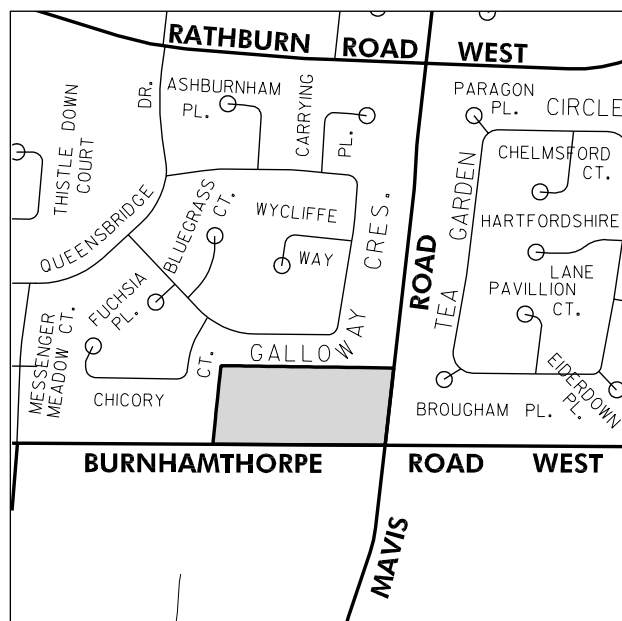 RATHBURN ROAD WEST
DR.
ASHBURNHAM
PL.
CARRYING
PL.
PARAGON
PL.
CIRCLE
THISTLE DOWN
COURT
CHELMSFORD
CT.
TEA GARDEN
QUEENSBRIDGE
BLUEGRASS
CT.
WYCLIFFE
WAY
GALLOWAY CRES.
HARTFORDSHIRE
LANE
PAVILLION
CT.
MESSENGER
MEADOW CT.
FUCHSIA
PL.
CHICORY CT.
BROUGHAM PL.
EIDERDOWN
PL.
BURNHAMTHORPE ROAD WEST
MAVIS ROAD